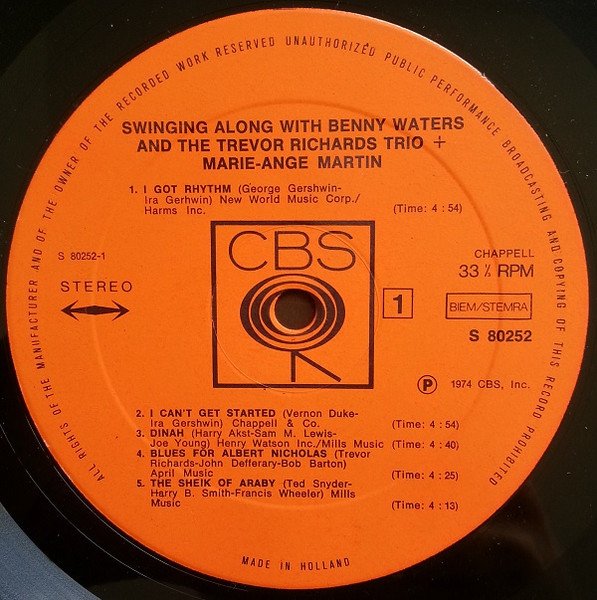 ALL RIGHTS OF THE MANUFACTURER AND OF THE OWNER OF THE RECORDED WORK RESERVED UNAUTHORIZED PUBLIC PERFORMANCE BROADCASTING AND COPYING OF THIS RECORD PROHIBITED
SWINGING ALONG WITH BENNY WATERS
AND THE TREVOR RICHARDS TRIO +
MARIE-ANGE MARTIN
1. I GOT RHYTHM (George Gershwin-
Ira Gerhwin) New World Music Corp./
Harms Inc. (Time: 4 : 54)
CBS
S 80252-1
STEREO
1
CHAPPELL
33 ⅓ RPM
BIEM/STEMRA
S 80252
℗ 1974 CBS, Inc.
2. I CAN'T GET STARTED (Vernon Duke-
Ira Gershwin) Chappell & Co. (Time: 4 : 54)
3. DINAH (Harry Akst-Sam M. Lewis-
Joe Young) Henry Watson Inc./Mills Music (Time: 4 : 40)
4. BLUES FOR ALBERT NICHOLAS (Trevor
Richards-John Defferary-Bob Barton)
April Music (Time: 4 : 25)
5. THE SHEIK OF ARABY (Ted Snyder-
Harry B. Smith-Francis Wheeler) Mills
Music (Time: 4 : 13)
MADE IN HOLLAND